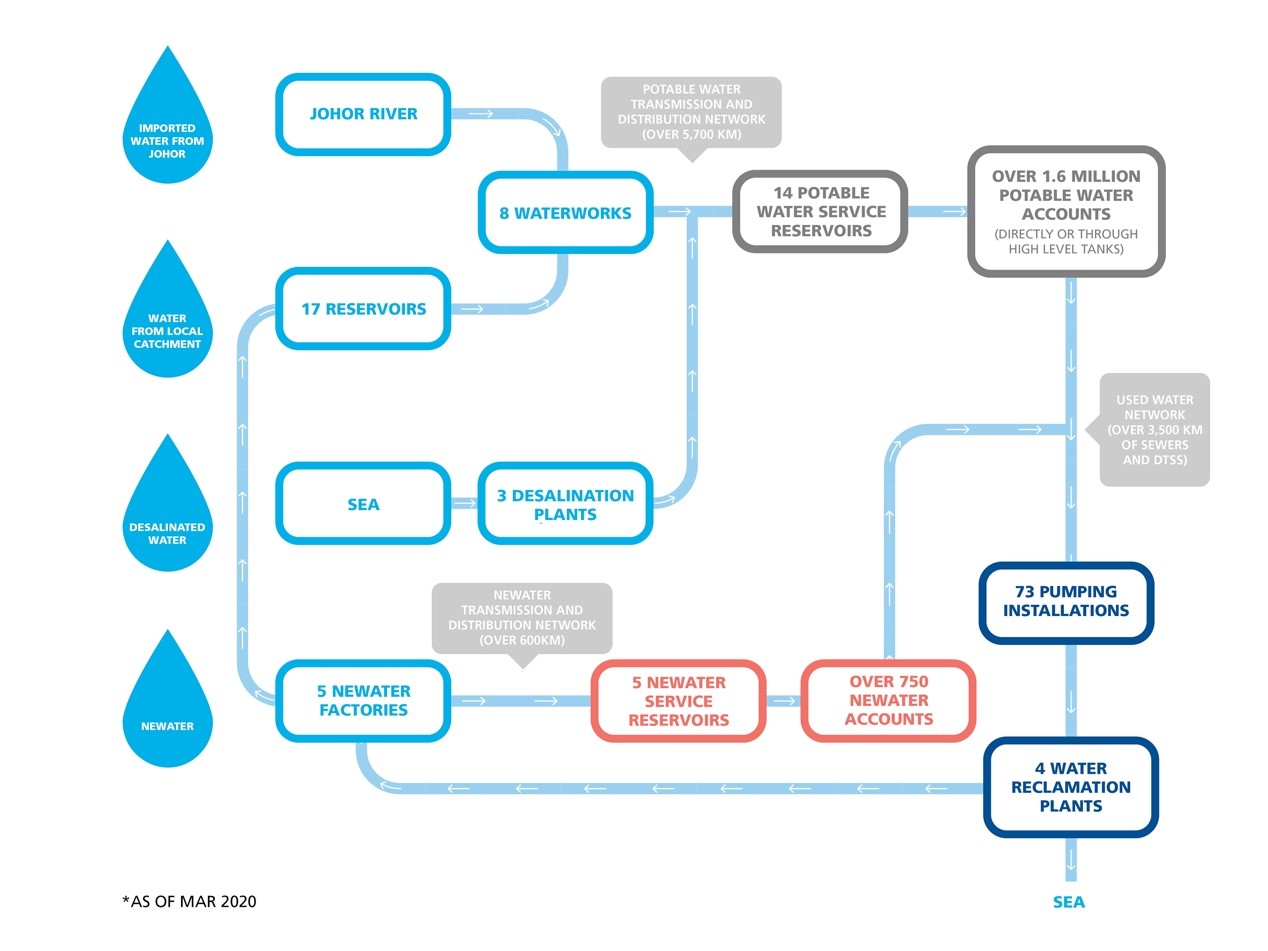 IMPORTED
WATER FROM
JOHOR
JOHOR RIVER
POTABLE WATER
TRANSMISSION AND
DISTRIBUTION NETWORK
(OVER 5,700 KM)
8 WATERWORKS
14 POTABLE
WATER SERVICE
RESERVOIRS
OVER 1.6 MILLION
POTABLE WATER
ACCOUNTS
(DIRECTLY OR THROUGH
HIGH LEVEL TANKS)
WATER
FROM LOCAL
CATCHMENT
17 RESERVOIRS
USED WATER
NETWORK
(OVER 3,500 KM
OF SEWERS
AND DTSS)
DESALINATED
WATER
SEA
3 DESALINATION
PLANTS
73 PUMPING
INSTALLATIONS
NEWATER
TRANSMISSION AND
DISTRIBUTION NETWORK
(OVER 600KM)
NEWATER
5 NEWATER
FACTORIES
5 NEWATER
SERVICE
RESERVOIRS
OVER 750
NEWATER
ACCOUNTS
4 WATER
RECLAMATION
PLANTS
SEA
*AS OF MAR 2020